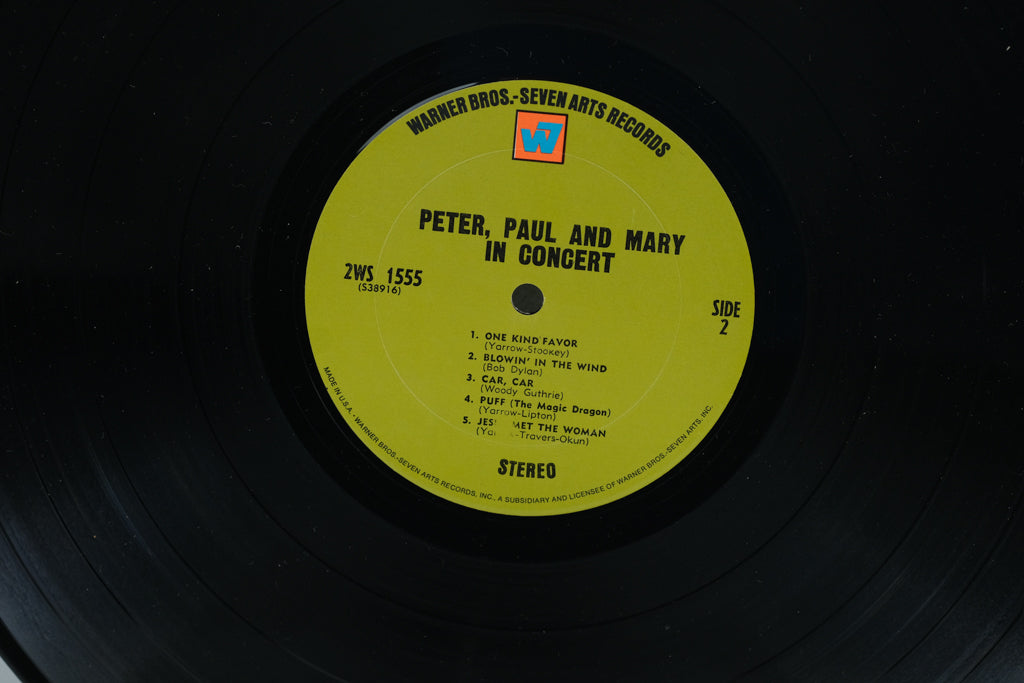 WARNER BROS.-SEVEN ARTS RECORDS
W7
PETER, PAUL AND MARY
IN CONCERT
2WS 1555
(S38916)
SIDE
2
1. ONE KIND FAVOR
(Yarrow-Stookey)
2. BLOWIN' IN THE WIND
(Bob Dylan)
3. CAR, CAR
(Woody Guthrie)
4. PUFF (The Magic Dragon)
(Yarrow-Lipton)
5. MET THE WOMAN
-Travers-Okun)
STEREO
MADE IN U.S.A. • WARNER BROS.-SEVEN ARTS RECORDS, INC., A SUBSIDIARY AND LICENSEE OF WARNER BROS.-SEVEN ARTS, INC.